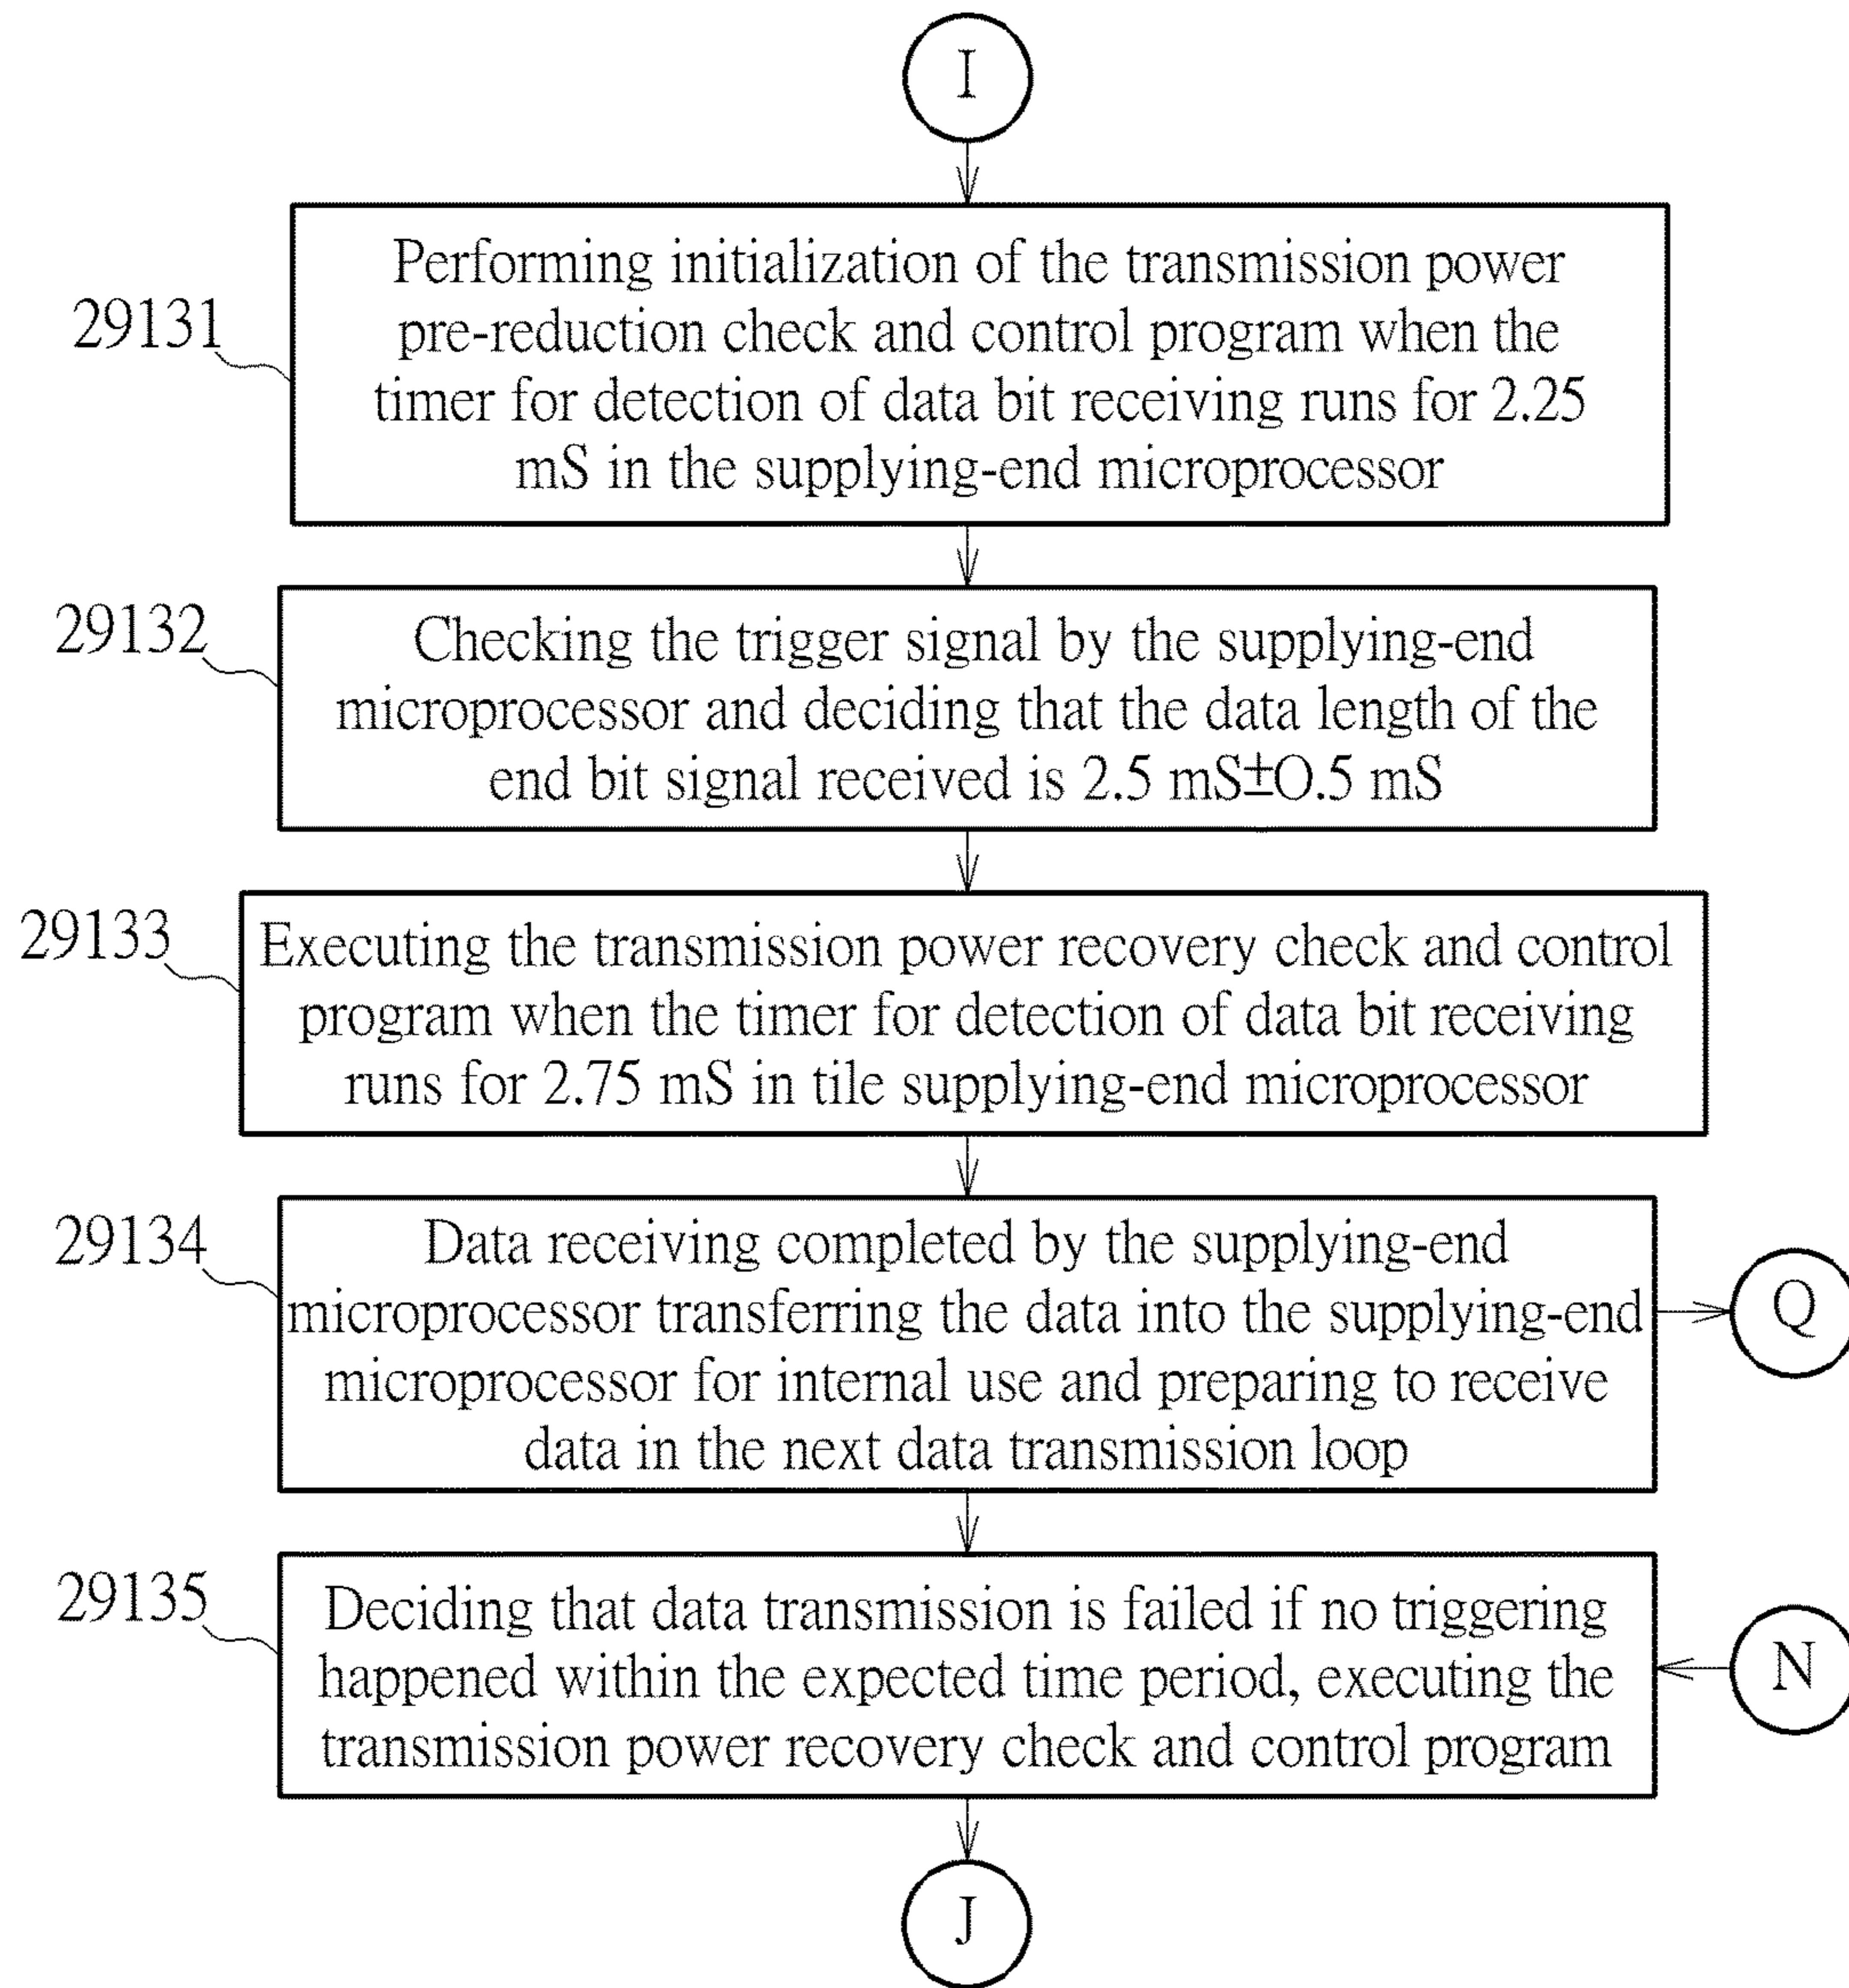 I
29131
Performing initialization of the transmission power
pre-reduction check and control program when the
timer for detection of data bit receiving runs for 2.25
mS in the supplying-end microprocessor
29132
Checking the trigger signal by the supplying-end
microprocessor and deciding that the data length of the
end bit signal received is 2.5 mS±O.5 mS
29133
Executing the transmission power recovery check and control
program when the timer for detection of data bit receiving
runs for 2.75 mS in tile supplying-end microprocessor
29134
Data receiving completed by the supplying-end
microprocessor transferring the data into the supplying-end
microprocessor for internal use and preparing to receive
data in the next data transmission loop
Q
29135
Deciding that data transmission is failed if no triggering
happened within the expected time period, executing the
transmission power recovery check and control program
N
J